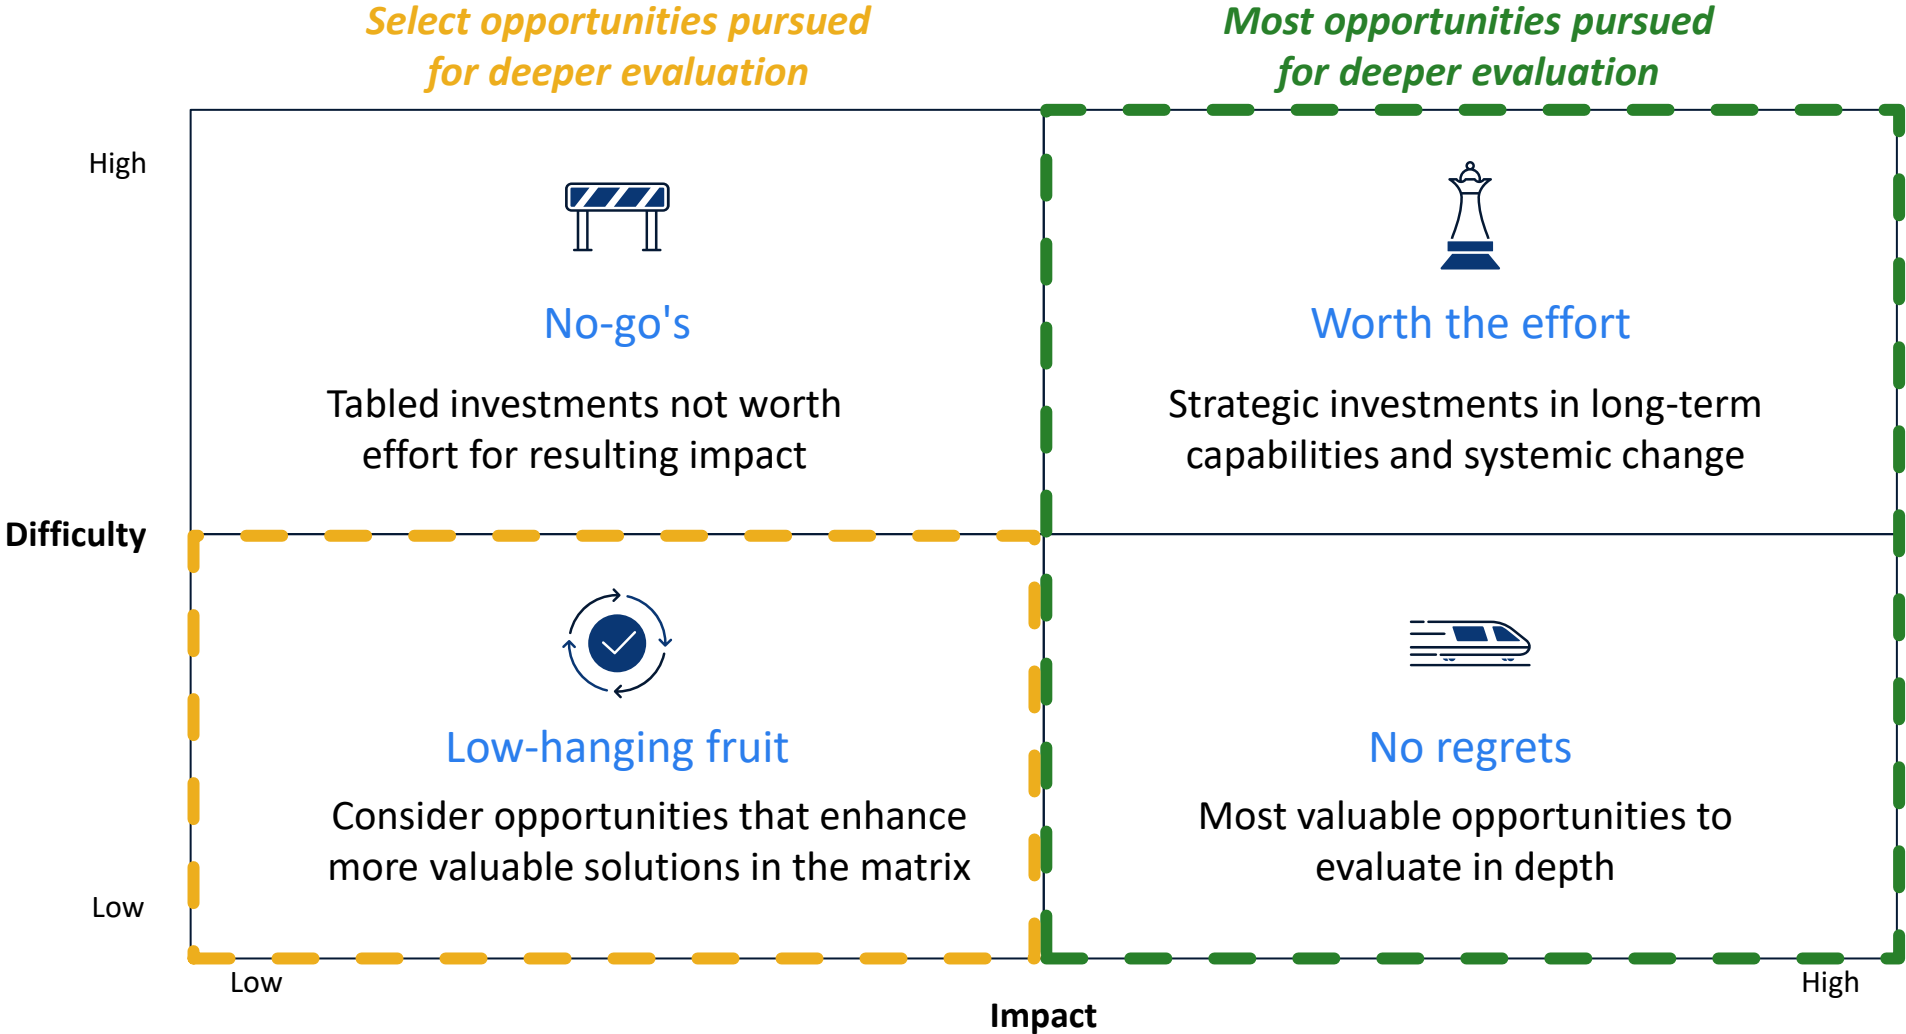 Select opportunities pursued
for deeper evaluation
Most opportunities pursued
for deeper evaluation
High
No-go's
Tabled investments not worth
effort for resulting impact
Worth the effort
Strategic investments in long-term
capabilities and systemic change
Difficulty
Low-hanging fruit
Consider opportunities that enhance
more valuable solutions in the matrix
No regrets
Most valuable opportunities to
evaluate in depth
Low
Low
High
Impact